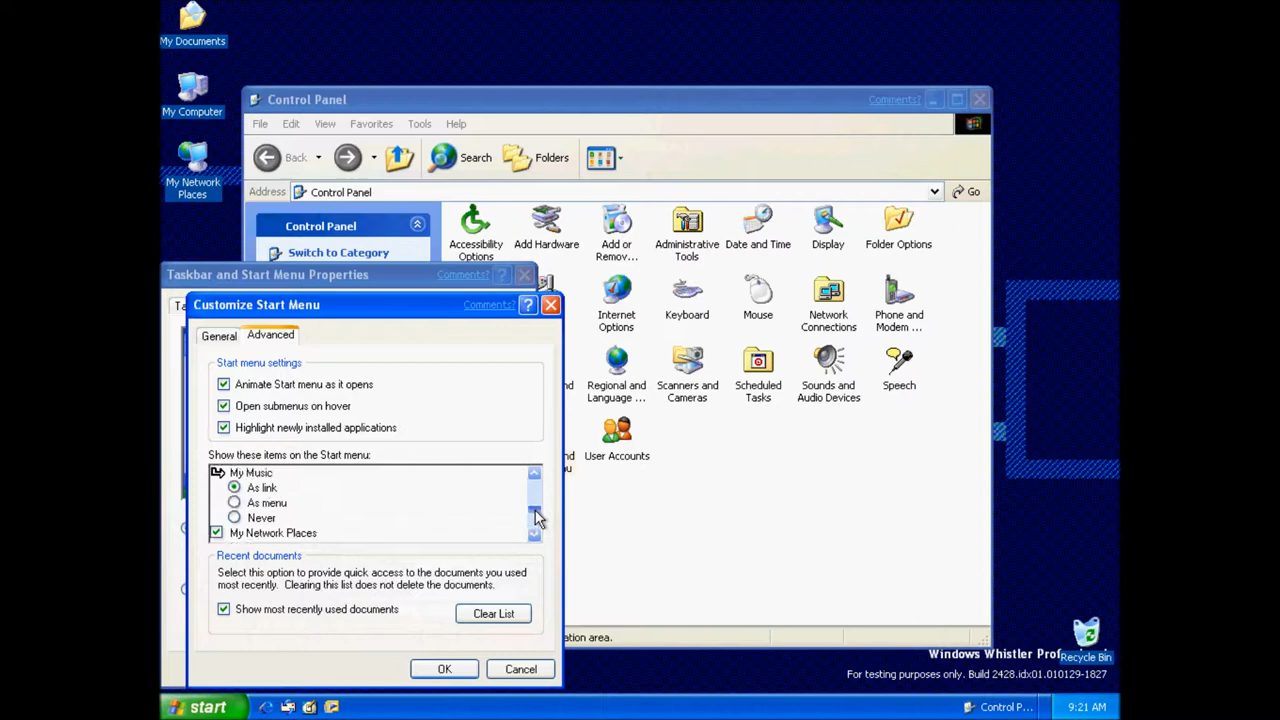 My Documents
My Computer
My Network
Places
Control Panel
Comments?
File Edit View Favorites Tools Help
Back Search Folders
Address Control Panel Go
Control Panel
Switch to Category
Accessibility
Options
Add Hardware
Add or
Remov...
Administrative
Tools
Date and Time
Display
Folder Options
Internet
Options
Keyboard
Mouse
Network
Connections
Phone and
Modem ...
Regional and
Language ...
Scanners and
Cameras
Scheduled
Tasks
Sounds and
Audio Devices
Speech
User Accounts
ation area.
Taskbar and Start Menu Properties
Comments?
Customize Start Menu
Comments?
General Advanced
Start menu settings
Animate Start menu as it opens
Open submenus on hover
Highlight newly installed applications
Show these items on the Start menu:
My Music
As link
As menu
Never
My Network Places
Recent documents
Select this option to provide quick access to the documents you used
most recently. Clearing this list does not delete the documents.
Show most recently used documents
Clear List
OK Cancel
Recycle Bin
Windows Whistler
For testing purposes only. Build 2428.idx01.010129-1827
start
Control P...
9:21 AM